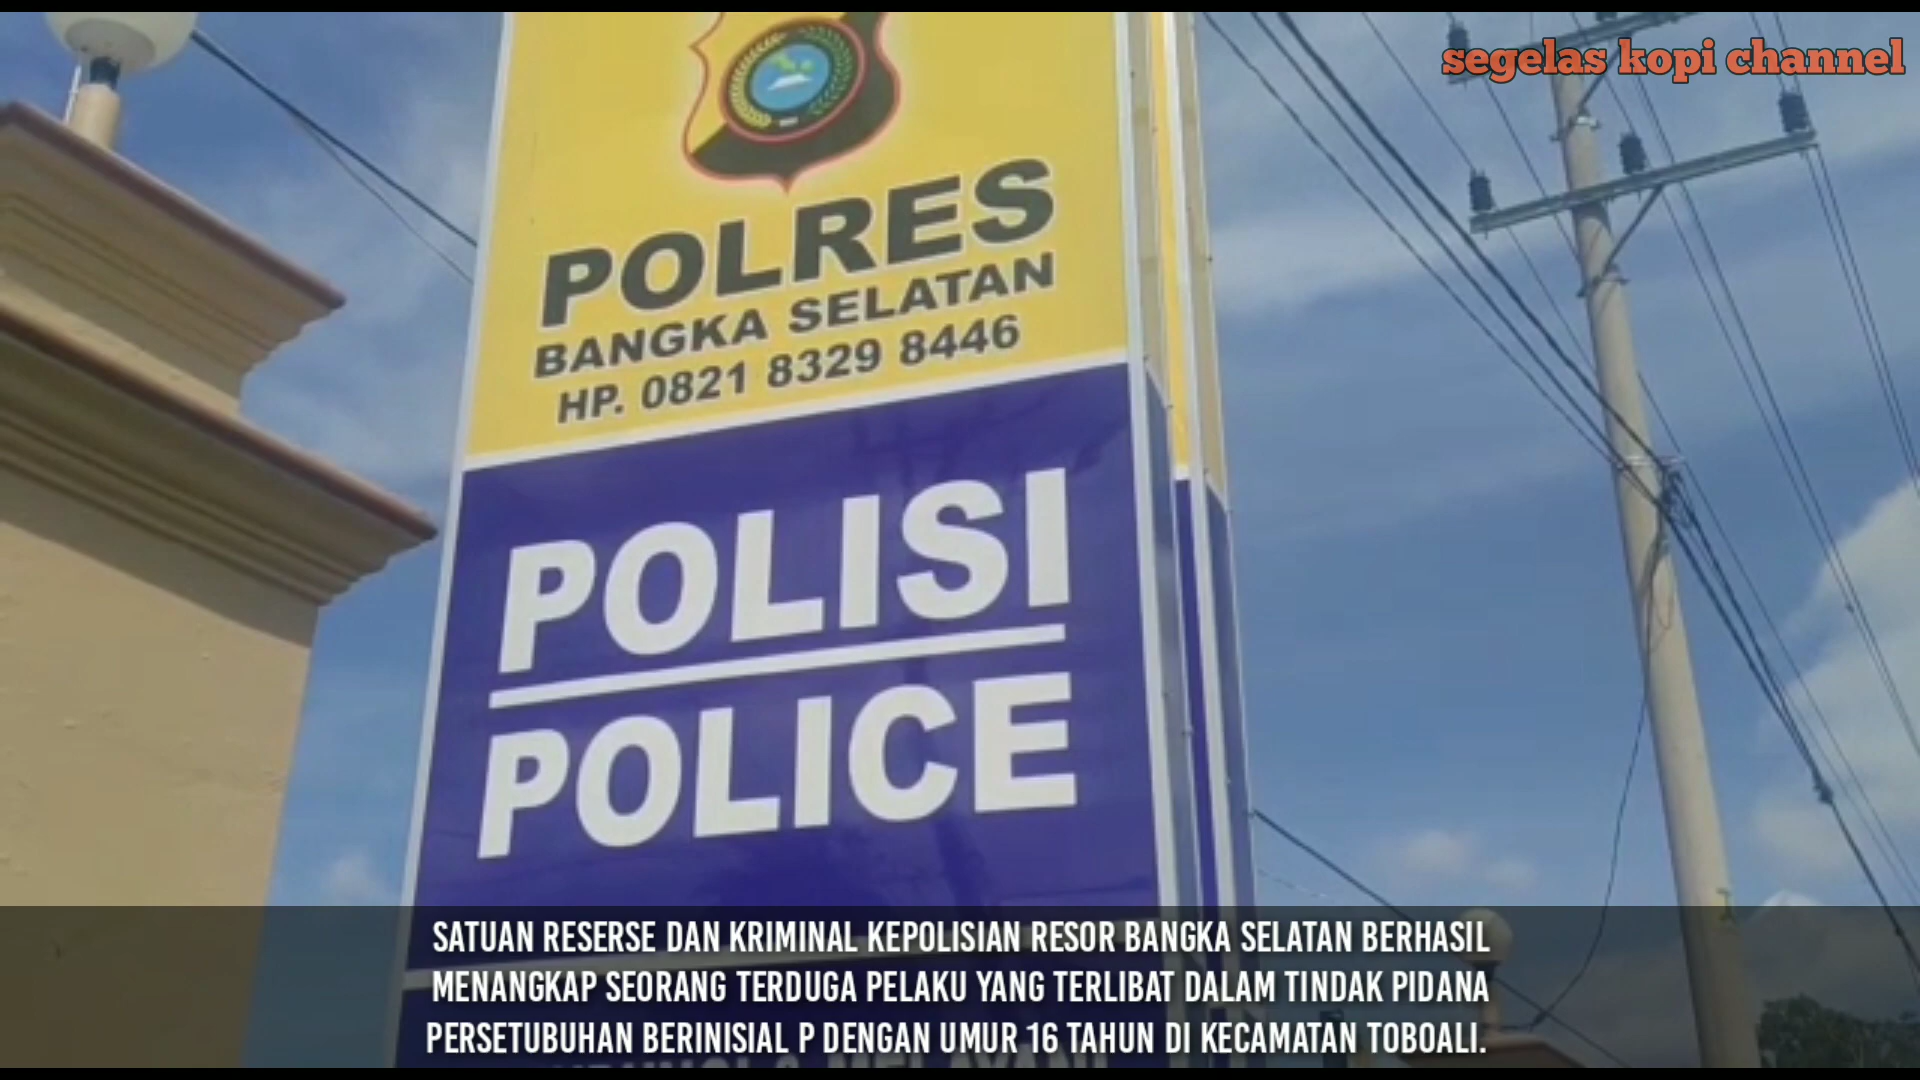 segelas kopi channel
POLRES
BANGKA SELATAN
HP. 0821 8329 8446
POLISI
POLICE
SATUAN RESERSE DAN KRIMINAL KEPOLISIAN RESOR BANGKA SELATAN BERHASIL
MENANGKAP SEORANG TERDUGA PELAKU YANG TERLIBAT DALAM TINDAK PIDANA
PERSETUBUHAN BERINISIAL P DENGAN UMUR 16 TAHUN DI KECAMATAN TOBOALI.